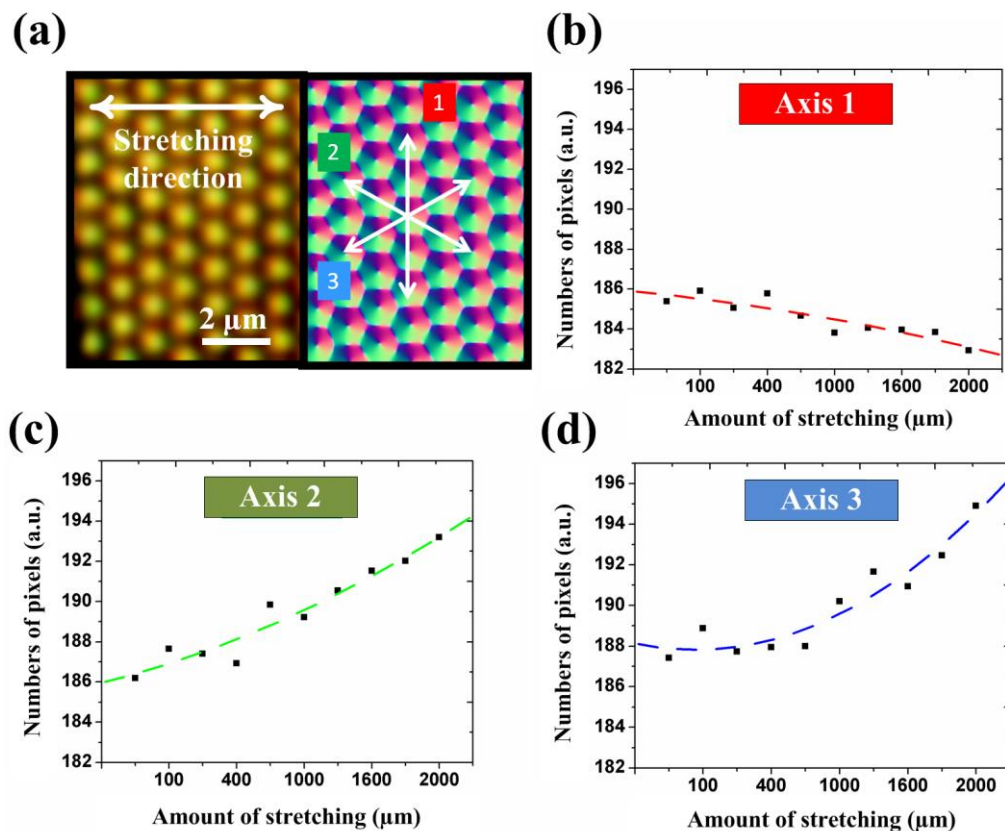 (a)
Stretching
direction
2 μm
1
2
3
(b)
Axis 1
Numbers of pixels (a.u.)
196
194
192
190
188
186
184
182
100 400 1000 1600 2000
Amount of stretching (μm)
(c)
Axis 2
Numbers of pixels (a.u.)
196
194
192
190
188
186
184
182
100 400 1000 1600 2000
Amount of stretching (μm)
(d)
Axis 3
Numbers of pixels (a.u.)
196
194
192
190
188
186
184
182
100 400 1000 1600 2000
Amount of stretching (μm)